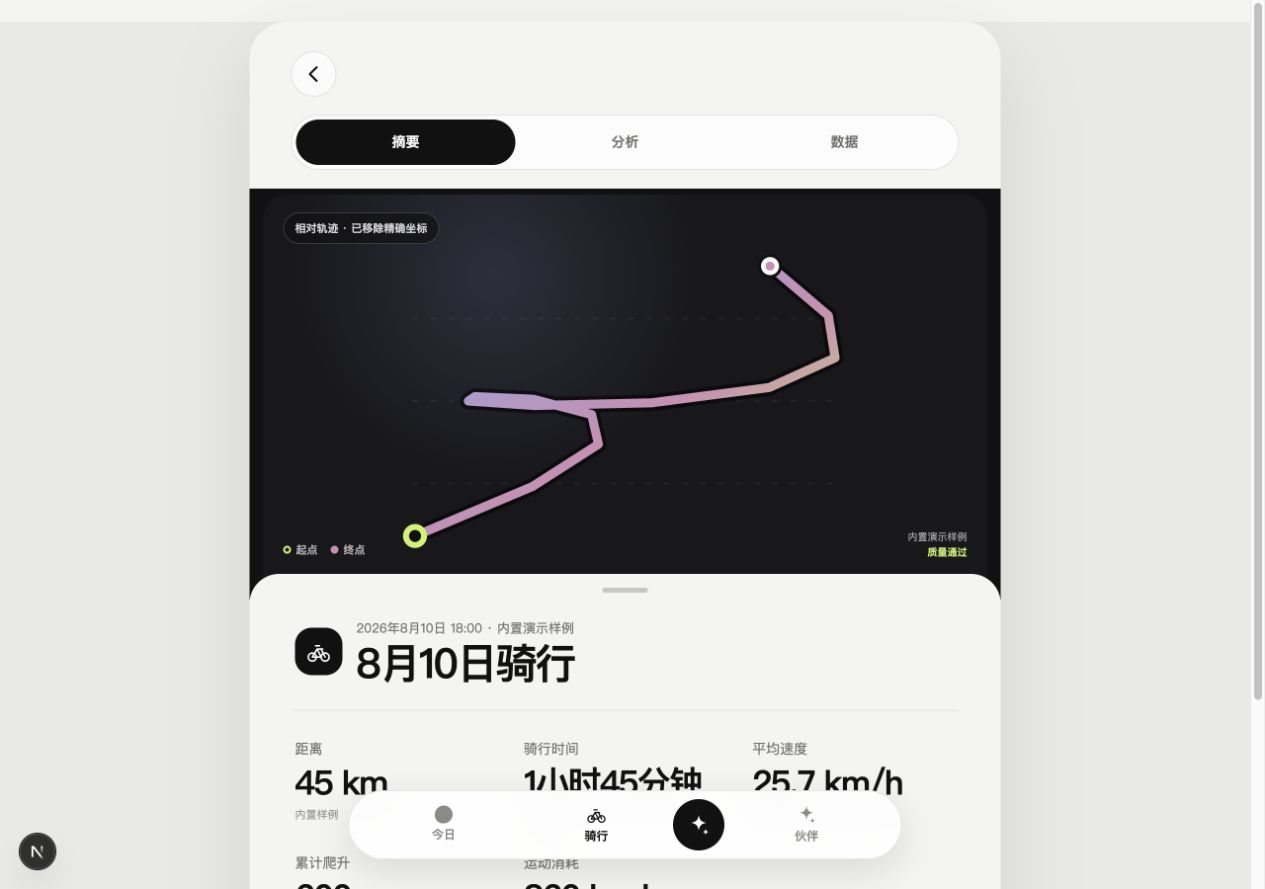 摘要
分析
数据
相对轨迹 · 已移除精确坐标
起点
终点
内置演示样例
质量通过
2026年8月10日 18:00 · 内置演示样例
8月10日骑行
距离
骑行时间
平均速度
45 km
1小时45分钟
25.7 km/h
内置样例
今日
骑行
伙伴
累计爬升
运动消耗
N